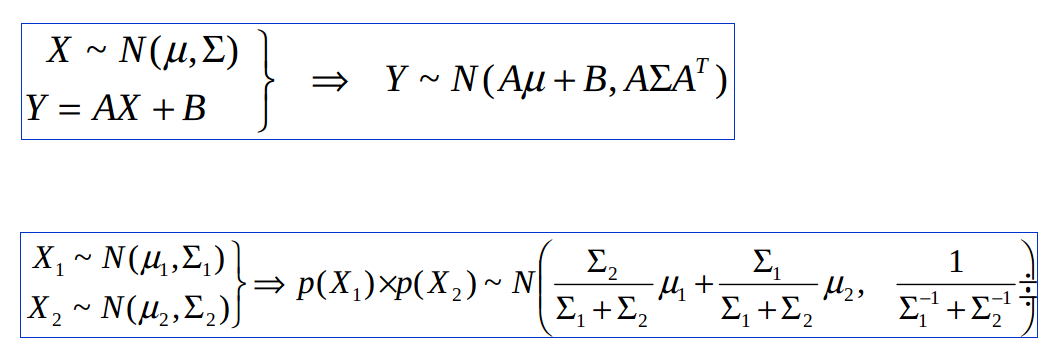 X ~ N(μ,Σ)
Y = AX + B } ⇒ Y ~ N(Aμ + B, AΣA^T)
X_1 ~ N(μ_1,Σ_1)
X_2 ~ N(μ_2,Σ_2) } ⇒ p(X_1)×p(X_2) ~ N( Σ_2/(Σ_1+Σ_2) μ_1 + Σ_1/(Σ_1+Σ_2) μ_2, 1/(Σ_1^{-1}+Σ_2^{-1}) )÷